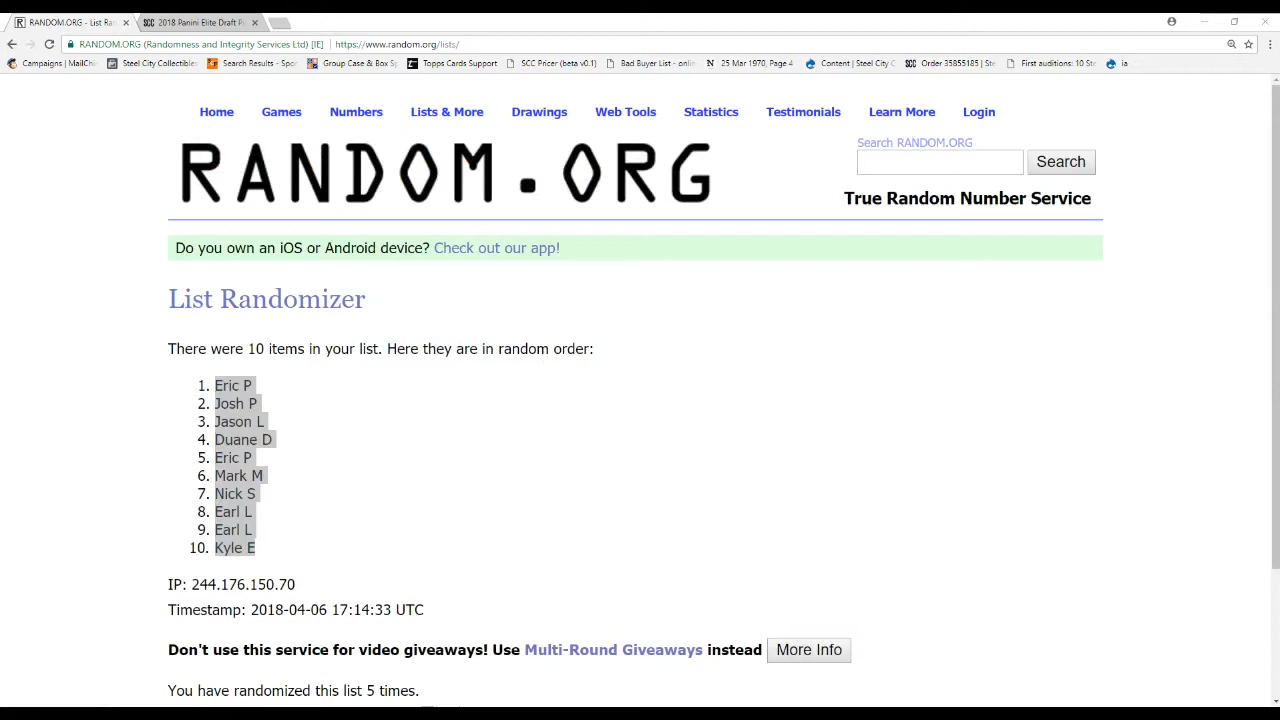 RANDOM.ORG - List Ra
SCC 2018 Panini Elite Draft P
RANDOM.ORG (Randomness and Integrity Services Ltd) [IE] https://www.random.org/lists/
Campaigns | MailChi Steel City Collectibles Search Results - Spo Group Case & Box S Topps Cards Support SCC Pricer (beta v0.1) Bad Buyer List - onlin N 25 Mar 1970, Page 4 Content | Steel City C SCC Order 35855185 | Ste First auditions: 10 Ste ia
Home Games Numbers Lists & More Drawings Web Tools Statistics Testimonials Learn More Login
Search RANDOM.ORG
RANDOM.ORG
Search
True Random Number Service
Do you own an iOS or Android device? Check out our app!
List Randomizer
There were 10 items in your list. Here they are in random order:
1. Eric P
2. Josh P
3. Jason L
4. Duane D
5. Eric P
6. Mark M
7. Nick S
8. Earl L
9. Earl L
10. Kyle E
IP: 244.176.150.70
Timestamp: 2018-04-06 17:14:33 UTC
Don't use this service for video giveaways! Use Multi-Round Giveaways instead More Info
You have randomized this list 5 times.